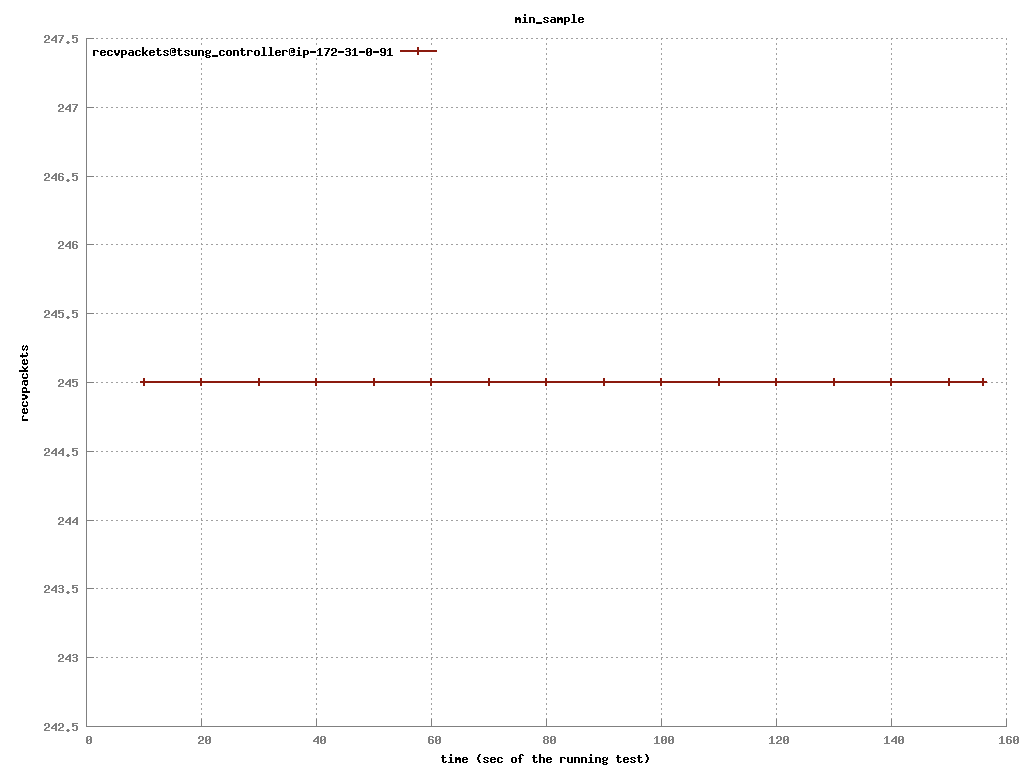 min_sample
recvpackets@tsung_controller@ip-172-31-0-91
247.5
247
246.5
246
245.5
245
244.5
244
243.5
243
242.5
recvpackets
0 20 40 60 80 100 120 140 160
time (sec of the running test)